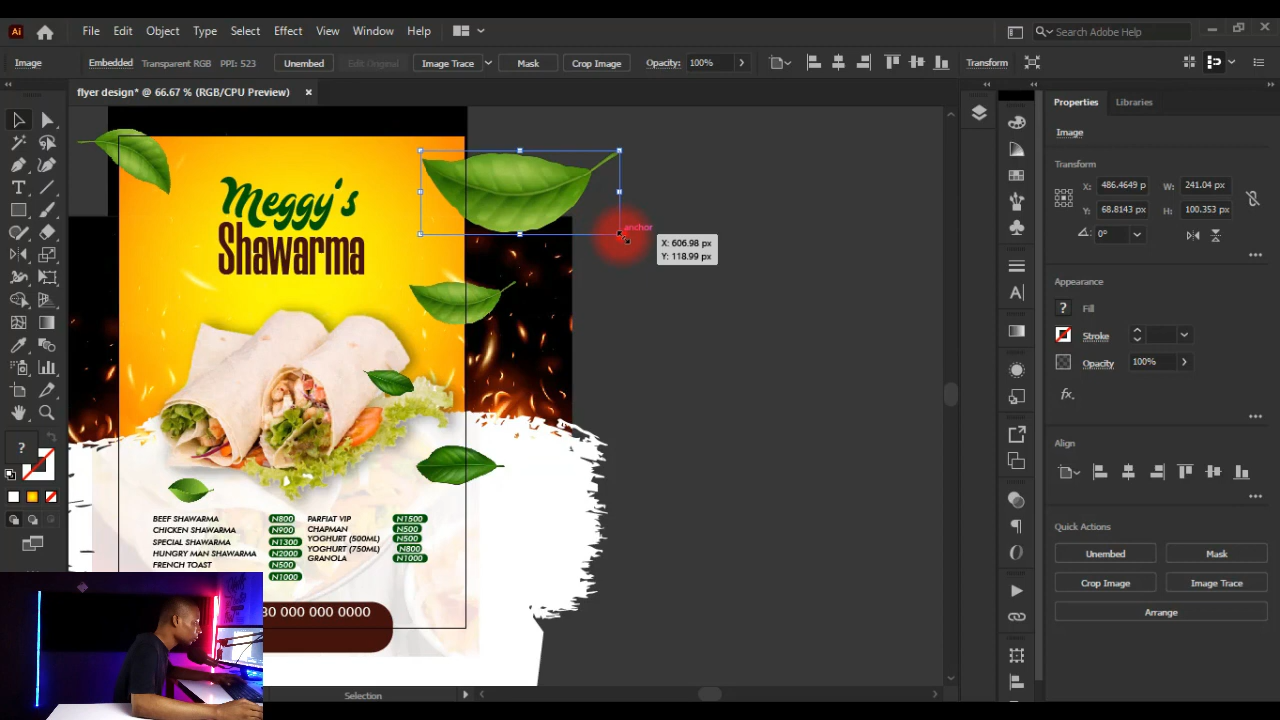 Ai File Edit Object Type Select Effect View Window Help Search Adobe Help
Image Embedded Transparent RGB PPI: 523 Unembed Edit Original Image Trace Mask Crop Image Opacity: 100% Transform
flyer design* @ 66.67 % (RGB/CPU Preview) ×
Properties Libraries
Image
Transform
X: 486.4649 p W: 241.04 px
Y: 68.8143 px H: 100.353 px
0°
Appearance
? Fill
Stroke
Opacity 100%
fx.
Align
Quick Actions
Unembed Mask
Crop Image Image Trace
Arrange
Meggy's
Shawarma
anchor
X: 606.98 px
Y: 118.99 px
BEEF SHAWARMA N800
CHICKEN SHAWARMA N900
SPECIAL SHAWARMA N1300
HUNGRY MAN SHAWARMA N2000
FRENCH TOAST N500
N1000
PARFIAT VIP N1500
CHAPMAN N500
YOGHURT (500ML) N500
YOGHURT (750ML) N800
GRANOLA N1000
80 000 000 0000
?
Selection